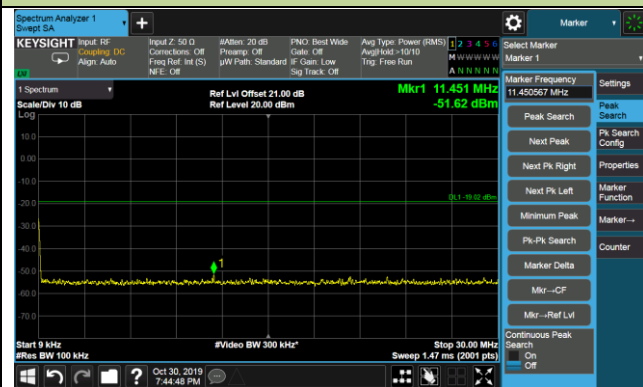 Spectrum Analyzer 1
Swept SA
Marker
KEYSIGHT
Input: RF
Coupling: DC
Align: Auto
Input Z: 50 Ω
Corrections: Off
Freq Ref: Int (S)
NFE: Off
#Atten: 20 dB
Preamp: Off
µW Path: Standard
PNO: Best Wide
Gate: Off
IF Gain: Low
Sig Track: Off
Avg Type: Power (RMS)
Avg|Hold:>10/10
Trig: Free Run
1 2 3 4 5 6
M W W W W W
A N N N N N
Select Marker
Marker 1
LXI
1 Spectrum
Scale/Div 10 dB
Log
Ref Lvl Offset 21.00 dB
Ref Level 20.00 dBm
Mkr1 11.451 MHz
-51.62 dBm
10.0
0.00
-10.0
-20.0
-30.0
-40.0
-50.0
-60.0
-70.0
DL1 -19.02 dBm
1
Start 9 kHz
#Res BW 100 kHz
#Video BW 300 kHz*
Stop 30.00 MHz
Sweep 1.47 ms (2001 pts)
Marker Frequency
11.450567 MHz
Peak Search
Next Peak
Next Pk Right
Next Pk Left
Minimum Peak
Pk-Pk Search
Marker Delta
Mkr→CF
Mkr→Ref Lvl
Continuous Peak
Search
On
Off
Settings
Peak
Search
Pk Search
Config
Properties
Marker
Function
Marker→
Counter
?
Oct 30, 2019
7:44:48 PM